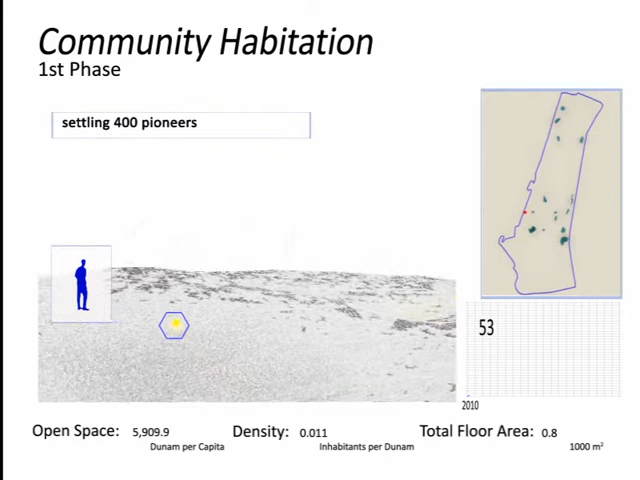 Community Habitation
1st Phase
settling 400 pioneers
53
2010
Open Space: 5,909.9 Density: 0.011 Total Floor Area: 0.8
Dunam per Capita Inhabitants per Dunam 1000 m²